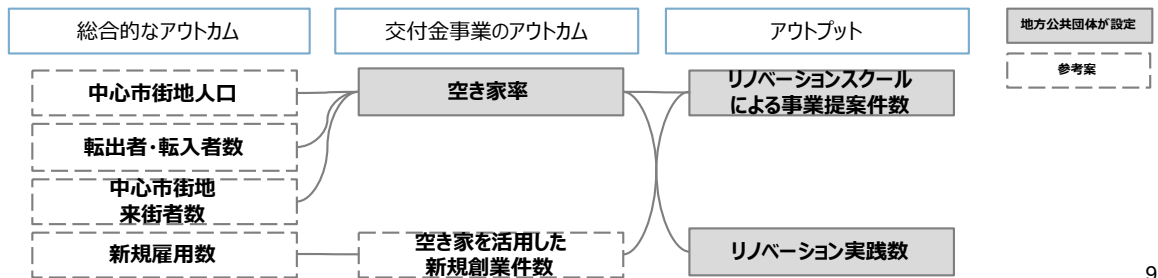 総合的なアウトカム
交付金事業のアウトカム
アウトプット
地方公共団体が設定
参考案
中心市街地人口
空き家率
リノベーションスクール
による事業提案件数
転出者・転入者数
中心市街地
来街者数
新規雇用数
空き家を活用した
新規創業件数
リノベーション実践数
9